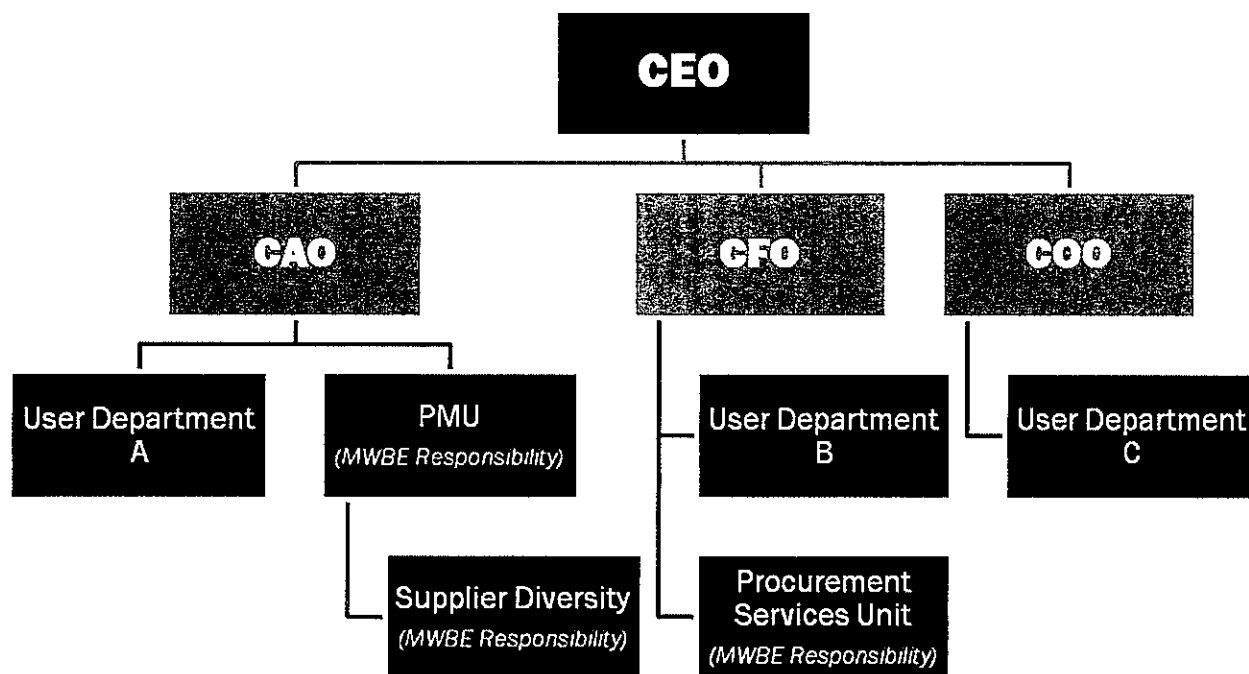 CEO
CAO
CFO
COO
User Department
A
PMU
(MWBE Responsibility)
User Department
B
User Department
C
Supplier Diversity
(MWBE Responsibility)
Procurement
Services Unit
(MWBE Responsibility)